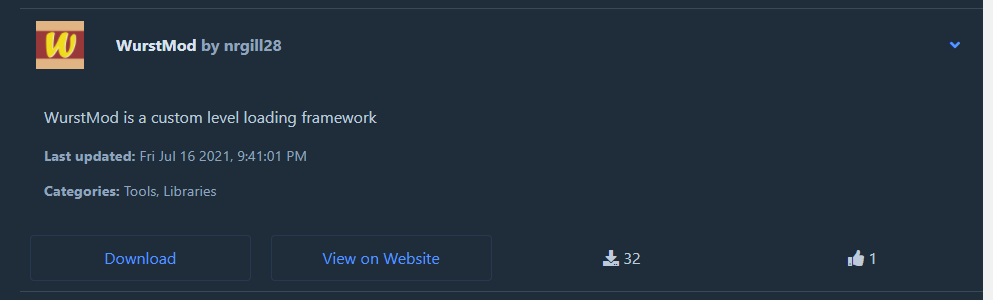 W
WurstMod by nrgill28
WurstMod is a custom level loading framework
Last updated: Fri Jul 16 2021, 9:41:01 PM
Categories: Tools, Libraries
Download View on Website 32 1